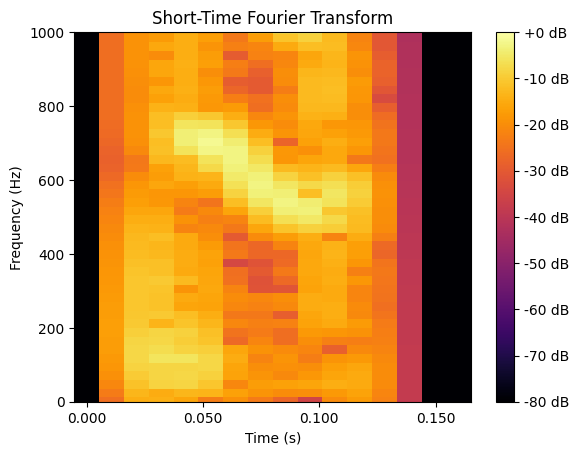 Short-Time Fourier Transform
1000
800
600
400
200
0
Frequency (Hz)
0.000
0.050
0.100
0.150
Time (s)
+0 dB
-10 dB
-20 dB
-30 dB
-40 dB
-50 dB
-60 dB
-70 dB
-80 dB